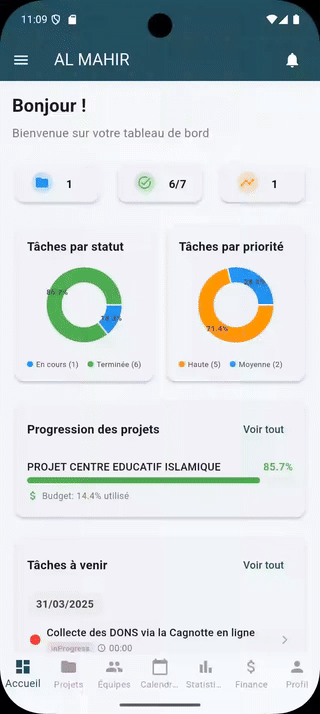 11:09
AL MAHIR
Bonjour !
Bienvenue sur votre tableau de bord
1
6/7
1
Tâches par statut
85.7%
14.3%
En cours (1)
Terminée (6)
Tâches par priorité
28.6%
71.4%
Haute (5)
Moyenne (2)
Progression des projets
Voir tout
PROJET CENTRE EDUCATIF ISLAMIQUE
85.7%
Budget: 14.4% utilisé
Tâches à venir
Voir tout
31/03/2025
Collecte des DONS via la Cagnotte en ligne
inProgress
00:00
Accueil
Projets
Équipes
Calendr...
Statisti...
Finance
Profil